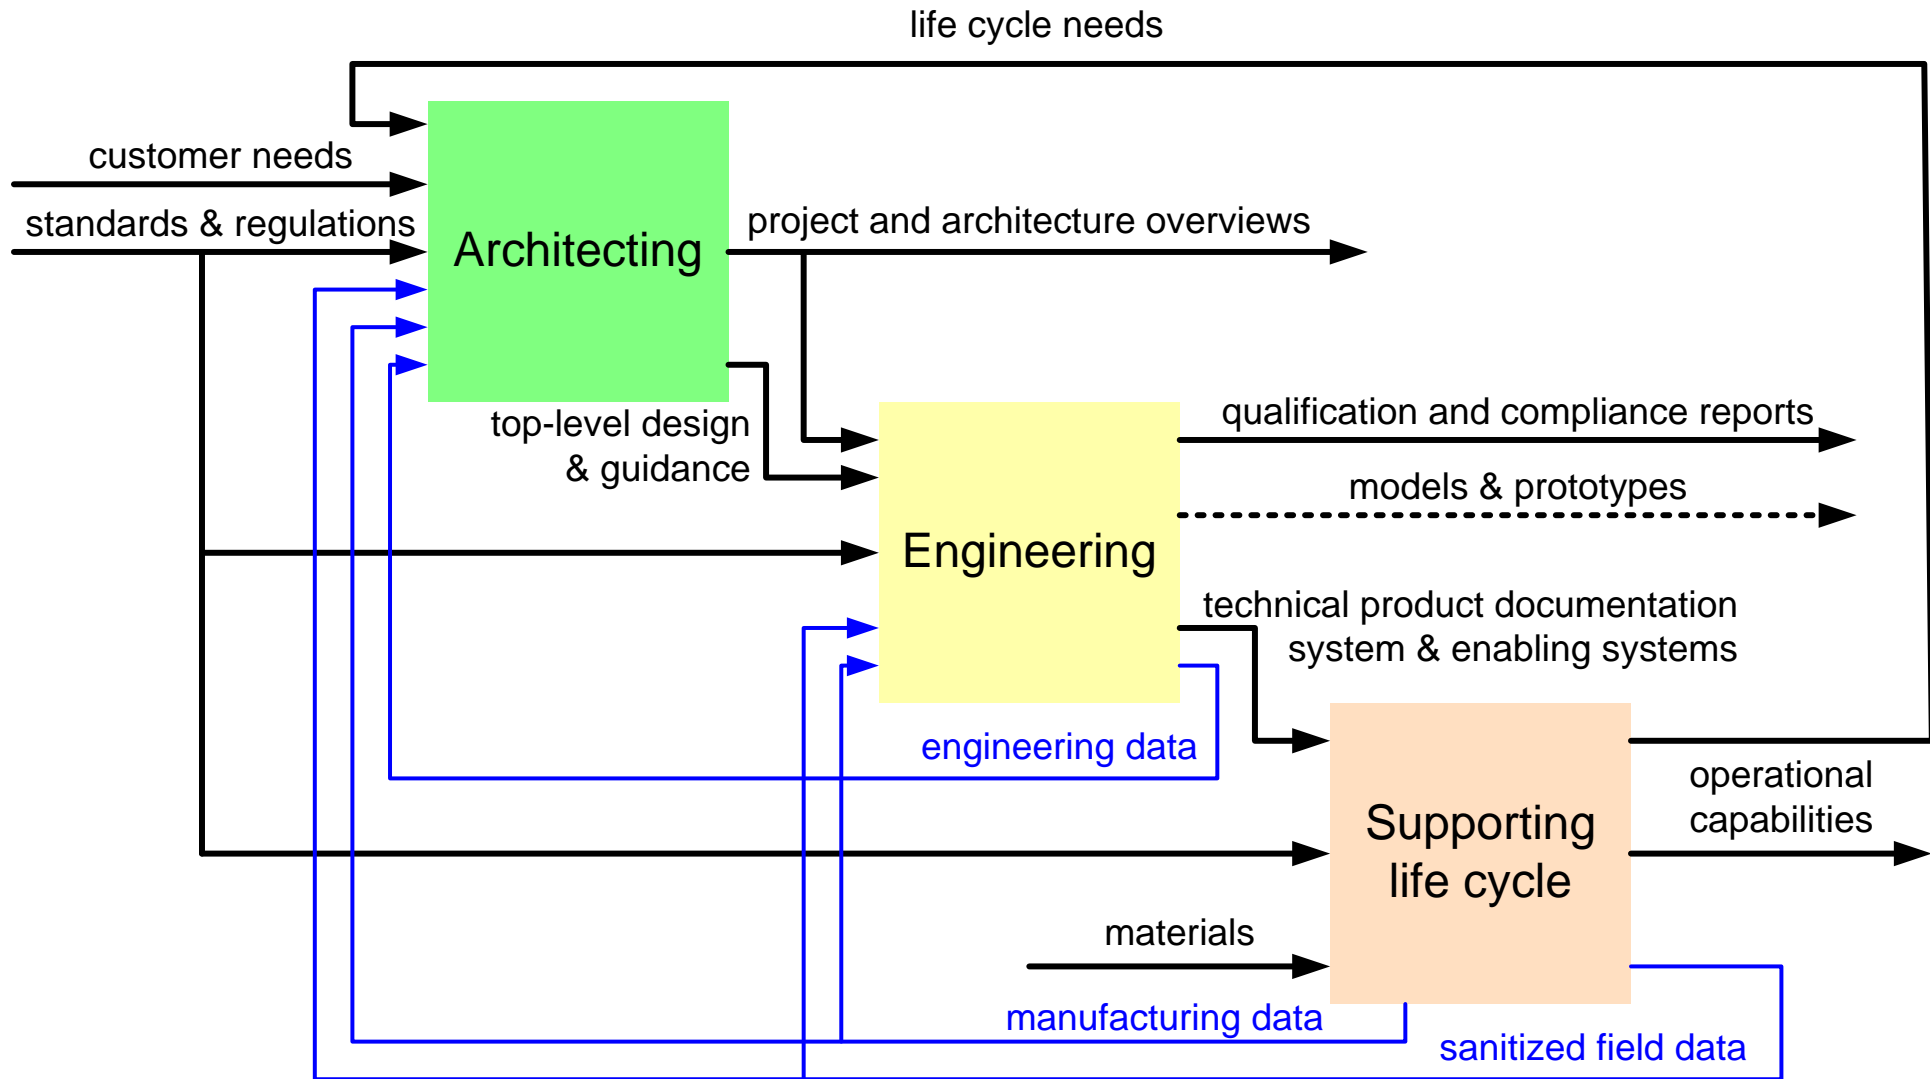 life cycle needs
customer needs
standards & regulations
Architecting
project and architecture overviews
top-level design
& guidance
qualification and compliance reports
models & prototypes
Engineering
technical product documentation
system & enabling systems
engineering data
operational
capabilities
Supporting
life cycle
materials
manufacturing data
sanitized field data